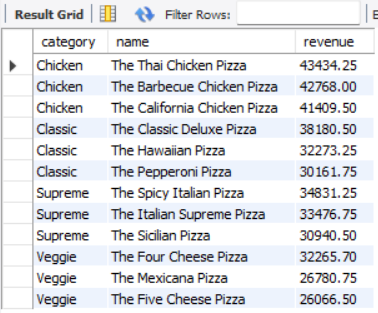 Result Grid Filter Rows: E
category name revenue
Chicken The Thai Chicken Pizza 43434.25
Chicken The Barbecue Chicken Pizza 42768.00
Chicken The California Chicken Pizza 41409.50
Classic The Classic Deluxe Pizza 38180.50
Classic The Hawaiian Pizza 32273.25
Classic The Pepperoni Pizza 30161.75
Supreme The Spicy Italian Pizza 34831.25
Supreme The Italian Supreme Pizza 33476.75
Supreme The Sicilian Pizza 30940.50
Veggie The Four Cheese Pizza 32265.70
Veggie The Mexicana Pizza 26780.75
Veggie The Five Cheese Pizza 26066.50